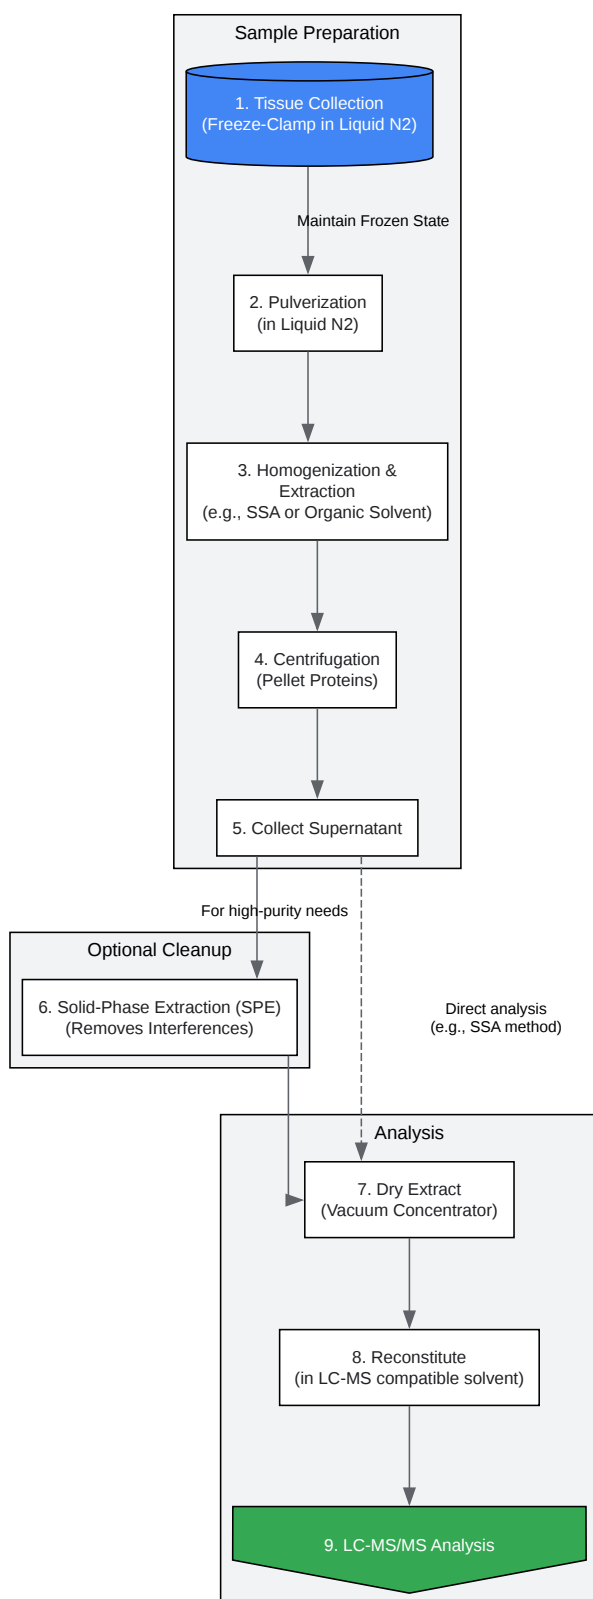 Sample Preparation
1. Tissue Collection
(Freeze-Clamp in Liquid N2)
Maintain Frozen State
2. Pulverization
(in Liquid N2)
3. Homogenization &
Extraction
(e.g., SSA or Organic Solvent)
4. Centrifugation
(Pellet Proteins)
5. Collect Supernatant
For high-purity needs
Optional Cleanup
6. Solid-Phase Extraction (SPE)
(Removes Interferences)
Direct analysis
(e.g., SSA method)
Analysis
7. Dry Extract
(Vacuum Concentrator)
8. Reconstitute
(in LC-MS compatible solvent)
9. LC-MS/MS Analysis